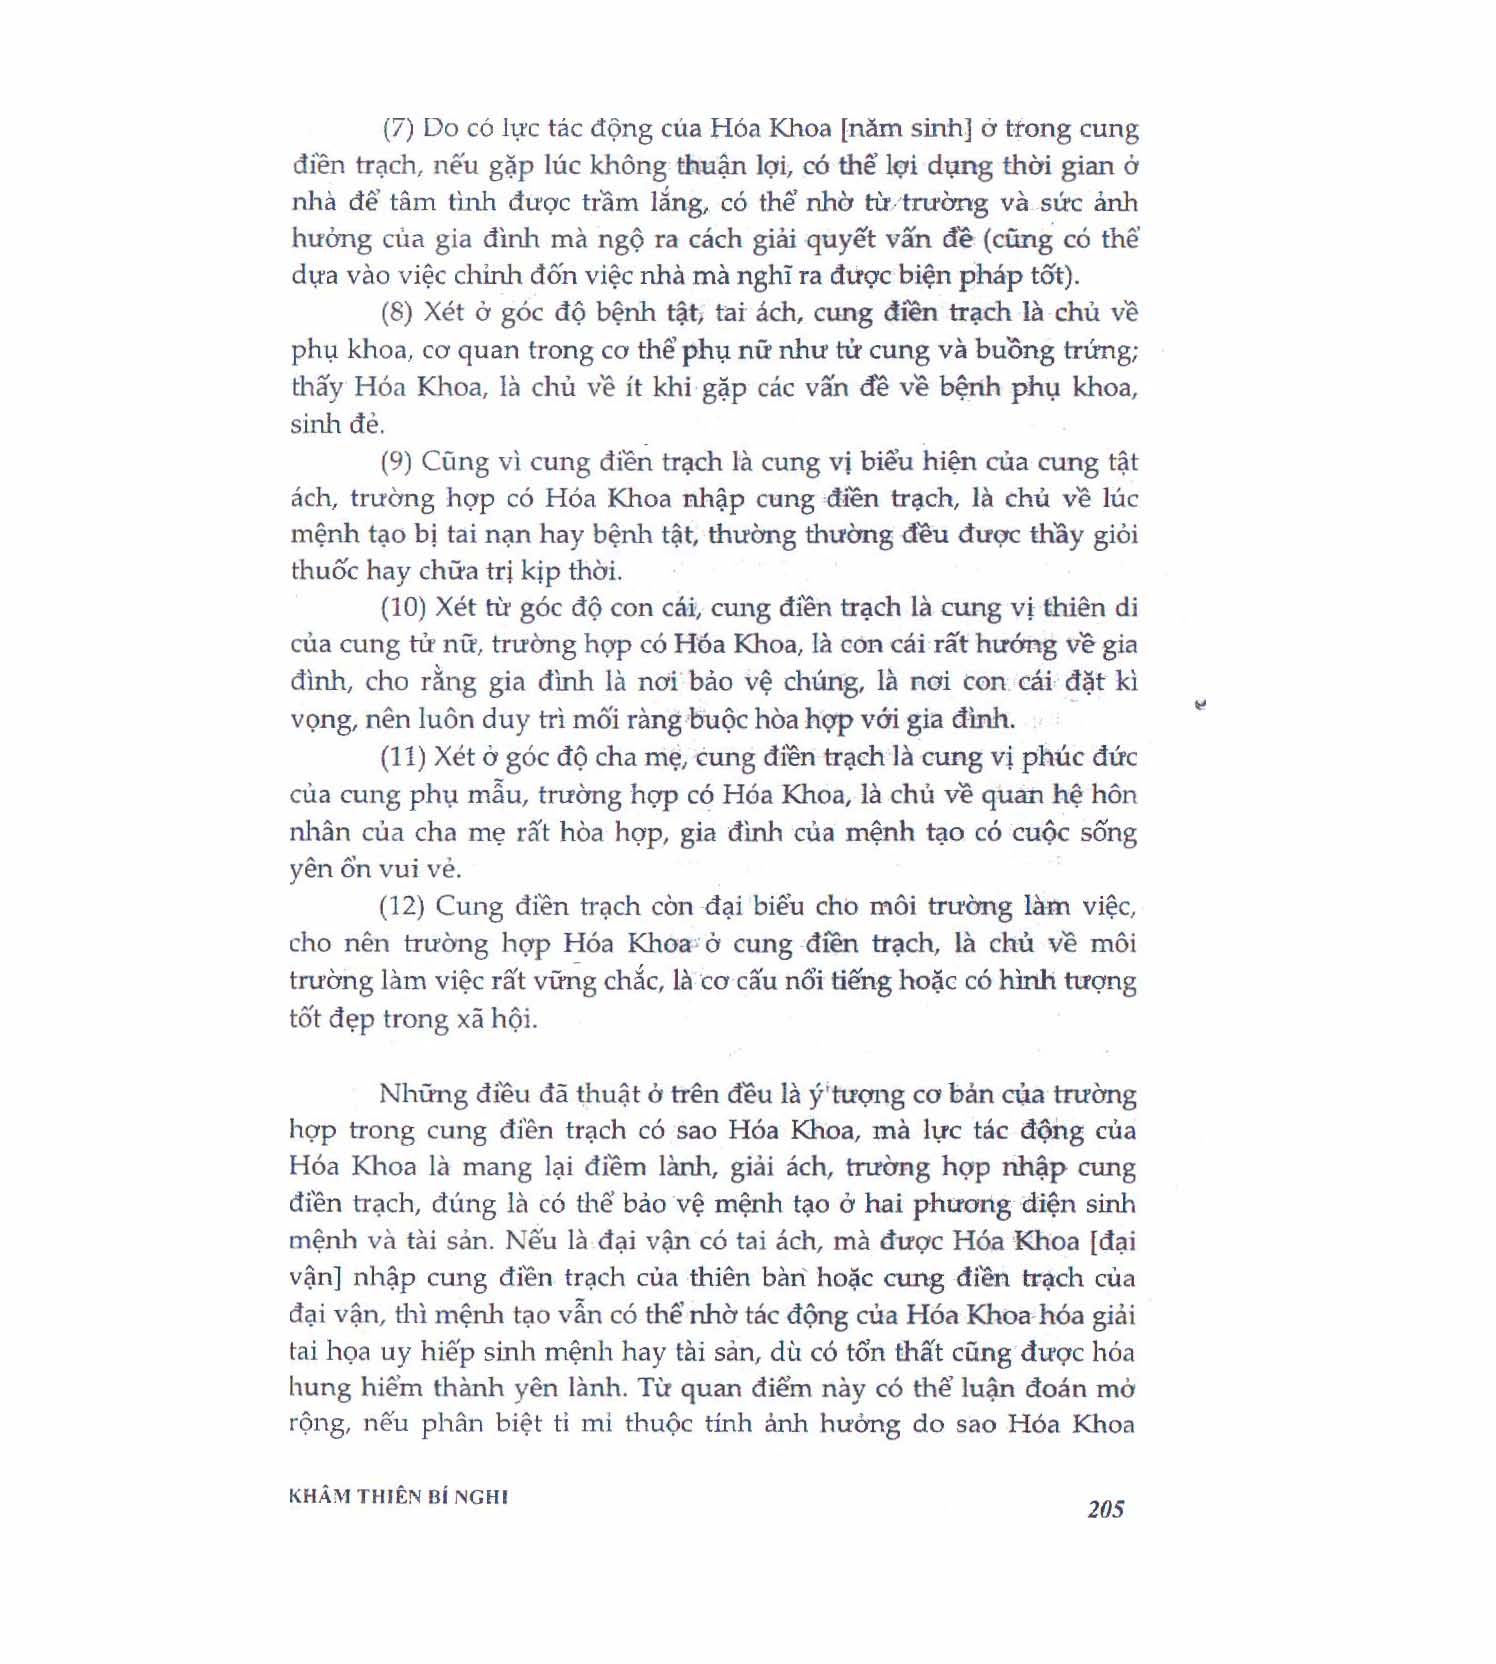 (7) Do có lực tác động của Hóa Khoa [năm sinh] ở trong cung
điền trạch, nếu gặp lúc không thuận lợi, có thể lợi dụng thời gian ở
nhà để tâm tình được trầm lắng, có thể nhờ từ trường và sức ảnh
hưởng của gia đình mà ngộ ra cách giải quyết vấn đề (cũng có thể
dựa vào việc chỉnh đốn việc nhà mà nghĩ ra được biện pháp tốt).
(8) Xét ở góc độ bệnh tật, tai ách, cung điền trạch là chủ về
phụ khoa, cơ quan trong cơ thể phụ nữ như tử cung và buồng trứng;
thấy Hóa Khoa, là chủ về ít khi gặp các vấn đề về bệnh phụ khoa,
sinh đẻ.
(9) Cũng vì cung điền trạch là cung vị biểu hiện của cung tật
ách, trường hợp có Hóa Khoa nhập cung điền trạch, là chủ về lúc
mệnh tạo bị tai nạn hay bệnh tật, thường thường đều được thầy giỏi
thuốc hay chữa trị kịp thời.
(10) Xét từ góc độ con cái, cung điền trạch là cung vị thiên di
của cung tử nữ, trường hợp có Hóa Khoa, là con cái rất hướng về gia
đình, cho rằng gia đình là nơi bảo vệ chúng, là nơi con cái đặt kì
vọng, nên luôn duy trì mối ràng buộc hòa hợp với gia đình.
(11) Xét ở góc độ cha mẹ, cung điền trạch là cung vị phúc đức
của cung phụ mẫu, trường hợp có Hóa Khoa, là chủ về quan hệ hôn
nhân của cha mẹ rất hòa hợp, gia đình của mệnh tạo có cuộc sống
yên ổn vui vẻ.
(12) Cung điền trạch còn đại biểu cho môi trường làm việc,
cho nên trường hợp Hóa Khoa ở cung điền trạch, là chủ về môi
trường làm việc rất vững chắc, là cơ cấu nổi tiếng hoặc có hình tượng
tốt đẹp trong xã hội.
Những điều đã thuật ở trên đều là ý tượng cơ bản của trường
hợp trong cung điền trạch có sao Hóa Khoa, mà lực tác động của
Hóa Khoa là mang lại điềm lành, giải ách, trường hợp nhập cung
điền trạch, đúng là có thể bảo vệ mệnh tạo ở hai phương diện sinh
mệnh và tài sản. Nếu là đại vận có tai ách, mà được Hóa Khoa [đại
vận] nhập cung điền trạch của thiên bàn hoặc cung điền trạch của
đại vận, thì mệnh tạo vẫn có thể nhờ tác động của Hóa Khoa hóa giải
tai họa uy hiếp sinh mệnh hay tài sản, dù có tổn thất cũng được hóa
hung hiểm thành yên lành. Từ quan điểm này có thể luận đoán mở
rộng, nếu phân biệt tỉ mỉ thuộc tính ảnh hưởng do sao Hóa Khoa
KHÂM THIÊN BÍ NGHI
205